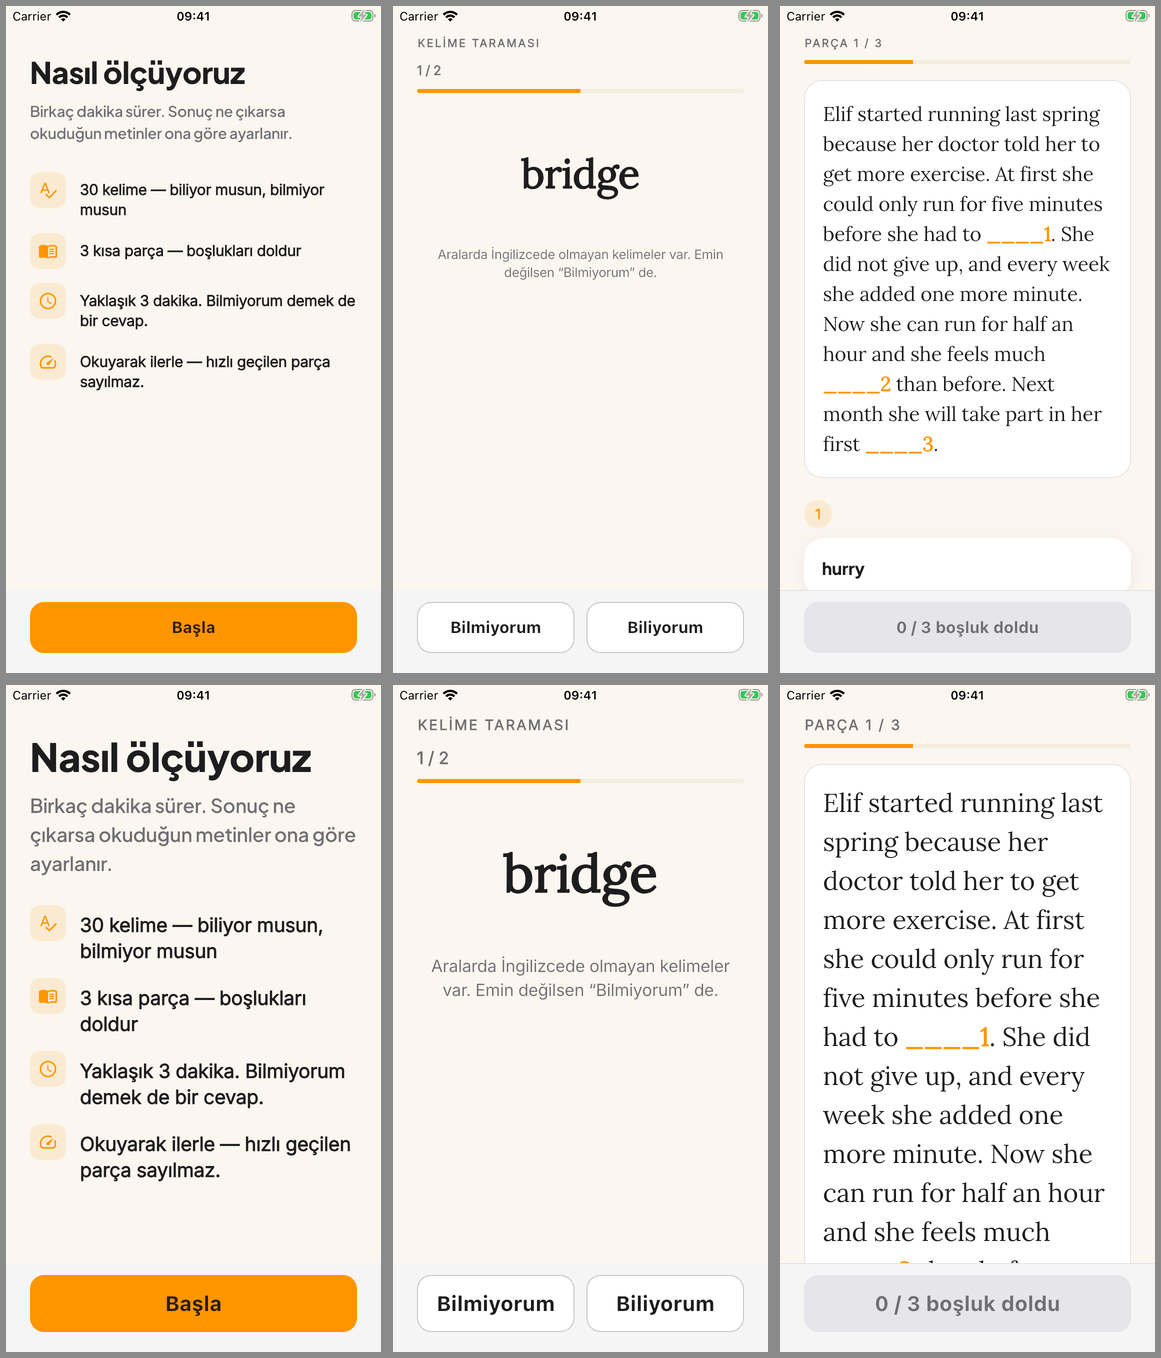 Carrier 09:41
Nasıl ölçüyoruz
Birkaç dakika sürer. Sonuç ne çıkarsa
okuduğun metinler ona göre ayarlanır.
30 kelime — biliyor musun, bilmiyor
musun
3 kısa parça — boşlukları doldur
Yaklaşık 3 dakika. Bilmiyorum demek de
bir cevap.
Okuyarak ilerle — hızlı geçilen parça
sayılmaz.
Başla
Carrier 09:41
KELİME TARAMASI
1 / 2
bridge
Aralarda İngilizcede olmayan kelimeler var. Emin
değilsen “Bilmiyorum” de.
Bilmiyorum Biliyorum
Carrier 09:41
PARÇA 1 / 3
Elif started running last spring
because her doctor told her to
get more exercise. At first she
could only run for five minutes
before she had to ____1. She
did not give up, and every week
she added one more minute.
Now she can run for half an
hour and she feels much
____2 than before. Next
month she will take part in her
first ____3.
1
hurry
0 / 3 boşluk doldu
Carrier 09:41
Nasıl ölçüyoruz
Birkaç dakika sürer. Sonuç ne
çıkarsa okuduğun metinler ona göre
ayarlanır.
30 kelime — biliyor musun,
bilmiyor musun
3 kısa parça — boşlukları
doldur
Yaklaşık 3 dakika. Bilmiyorum
demek de bir cevap.
Okuyarak ilerle — hızlı geçilen
parça sayılmaz.
Başla
Carrier 09:41
KELİME TARAMASI
1 / 2
bridge
Aralarda İngilizcede olmayan kelimeler
var. Emin değilsen “Bilmiyorum” de.
Bilmiyorum Biliyorum
Carrier 09:41
PARÇA 1 / 3
Elif started running last
spring because her
doctor told her to get
more exercise. At first
she could only run for
five minutes before she
had to ____1. She did
not give up, and every
week she added one
more minute. Now she
can run for half an hour
and she feels much
0 / 3 boşluk doldu